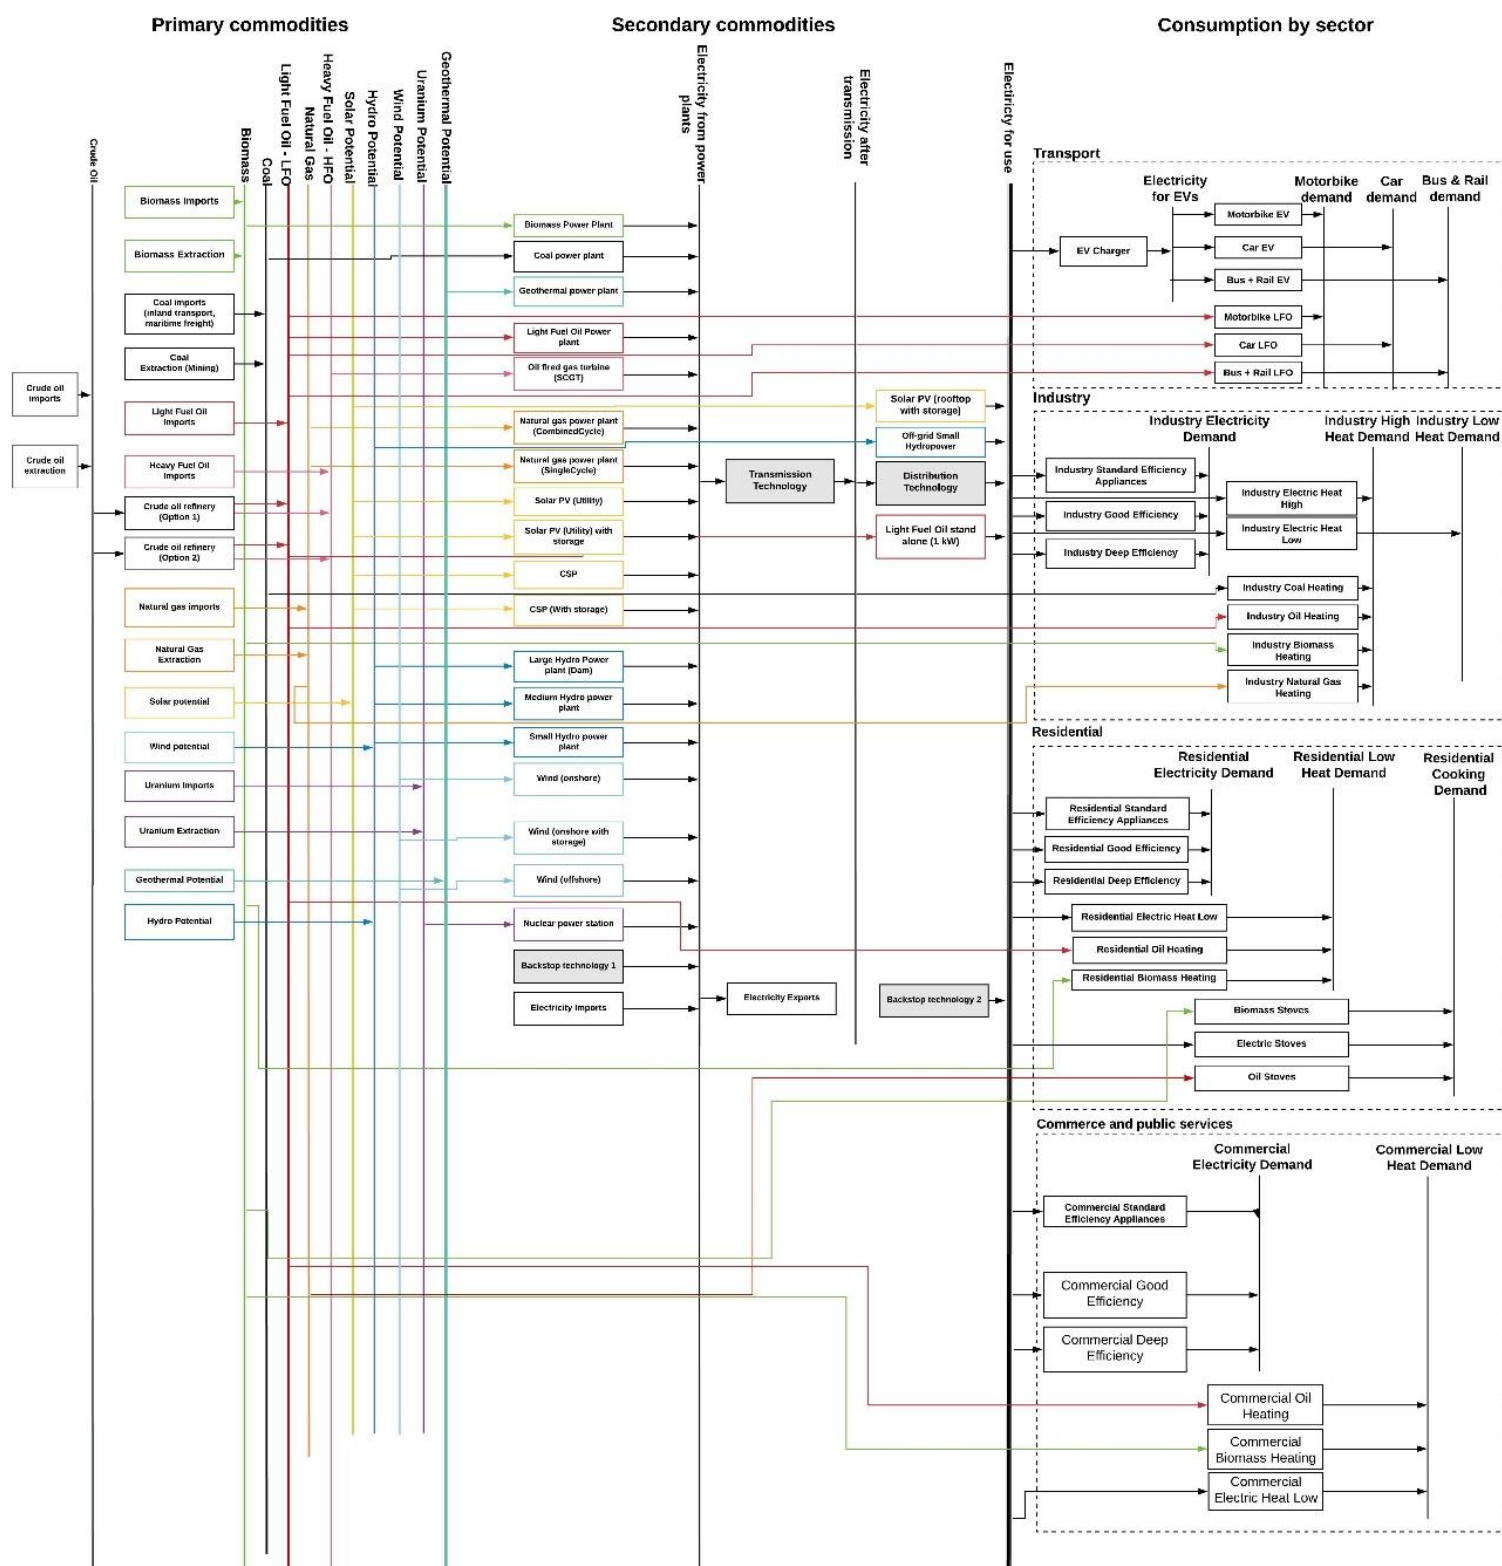 Primary commodities
Secondary commodities
Consumption by sector
Crude Oil
Biomass
Coal
Light Fuel Oil - LFO
Natural Gas
Heavy Fuel Oil - HFO
Solar Potential
Hydro Potential
Wind Potential
Uranium Potential
Geothermal Potential
Electricity from power
plants
Electricity after
transmission
Electiricty for use
Crude oil
imports
Crude oil
extraction
Biomass Imports
Biomass Extraction
Coal imports
(inland transport,
maritime freight)
Coal
Extraction (Mining)
Light Fuel Oil
Imports
Heavy Fuel Oil
Imports
Crude oil refinery
(Option 1)
Crude oil refinery
(Option 2)
Natural gas imports
Natural Gas
Extraction
Solar potential
Wind potential
Uranium Imports
Uranium Extraction
Geothermal Potential
Hydro Potential
Biomass Power Plant
Coal power plant
Geothermal power plant
Light Fuel Oil Power
plant
Oil fired gas turbine
(SCGT)
Natural gas power plant
(CombinedCycle)
Natural gas power plant
(SingleCycle)
Solar PV (Utility)
Solar PV (Utility) with
storage
CSP
CSP (With storage)
Large Hydro Power
plant (Dam)
Medium Hydro power
plant
Small Hydro power
plant
Wind (onshore)
Wind (onshore with
storage)
Wind (offshore)
Nuclear power station
Backstop technology 1
Electricity Imports
Transmission
Technology
Electricity Exports
Solar PV (rooftop
with storage)
Off-grid Small
Hydropower
Distribution
Technology
Light Fuel Oil stand
alone (1 kW)
Backstop technology 2
Transport
Electricity
for EVs
Motorbike
demand
Car
demand
Bus & Rail
demand
EV Charger
Motorbike EV
Car EV
Bus + Rail EV
Motorbike LFO
Car LFO
Bus + Rail LFO
Industry
Industry Electricity
Demand
Industry High
Heat Demand
Industry Low
Heat Demand
Industry Standard Efficiency
Appliances
Industry Good Efficiency
Industry Deep Efficiency
Industry Electric Heat
High
Industry Electric Heat
Low
Industry Coal Heating
Industry Oil Heating
Industry Biomass
Heating
Industry Natural Gas
Heating
Residential
Residential
Electricity Demand
Residential Low
Heat Demand
Residential
Cooking
Demand
Residential Standard
Efficiency Appliances
Residential Good Efficiency
Residential Deep Efficiency
Residential Electric Heat Low
Residential Oil Heating
Residential Biomass Heating
Biomass Stoves
Electric Stoves
Oil Stoves
Commerce and public services
Commercial
Electricity Demand
Commercial Low
Heat Demand
Commercial Standard
Efficiency Appliances
Commercial Good
Efficiency
Commercial Deep
Efficiency
Commercial Oil
Heating
Commercial
Biomass Heating
Commercial
Electric Heat Low